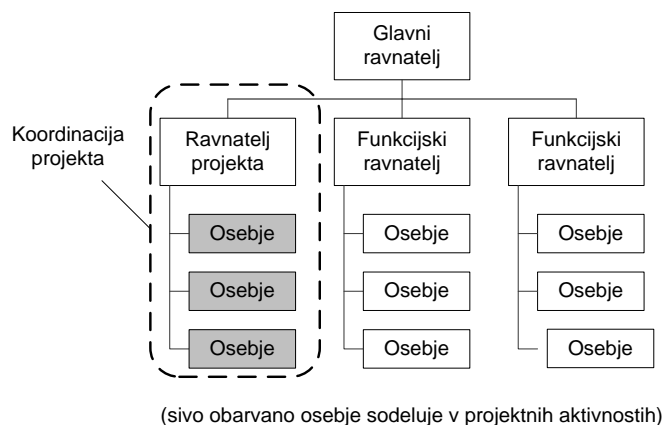 Glavni
ravnatelj
Koordinacija
projekta
Ravnatelj
projekta
Funkcijski
ravnatelj
Funkcijski
ravnatelj
Osebje
Osebje
Osebje
Osebje
Osebje
Osebje
Osebje
Osebje
Osebje
(sivo obarvano osebje sodeluje v projektnih aktivnostih)